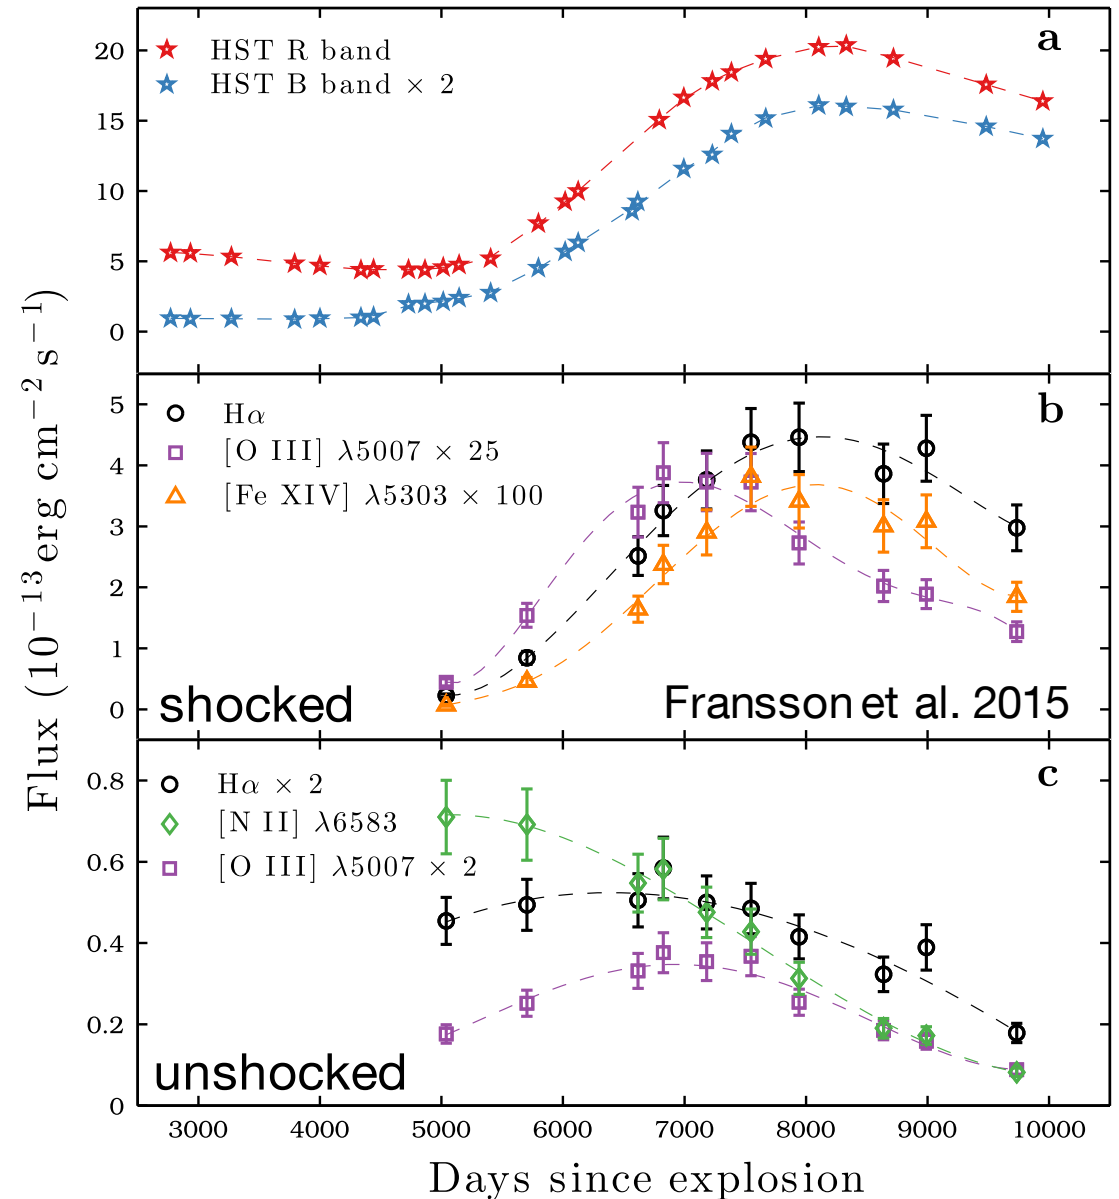 a
20
HST R band
HST B band × 2
15
10
5
0
Flux (10⁻¹³ erg cm⁻² s⁻¹)
b
5
Hα
[O III] λ5007 × 25
4
[Fe XIV] λ5303 × 100
3
2
1
0
shocked
Fransson et al. 2015
c
0.8
Hα × 2
[N II] λ6583
[O III] λ5007 × 2
0.6
0.4
0.2
0
unshocked
3000 4000 5000 6000 7000 8000 9000 10000
Days since explosion